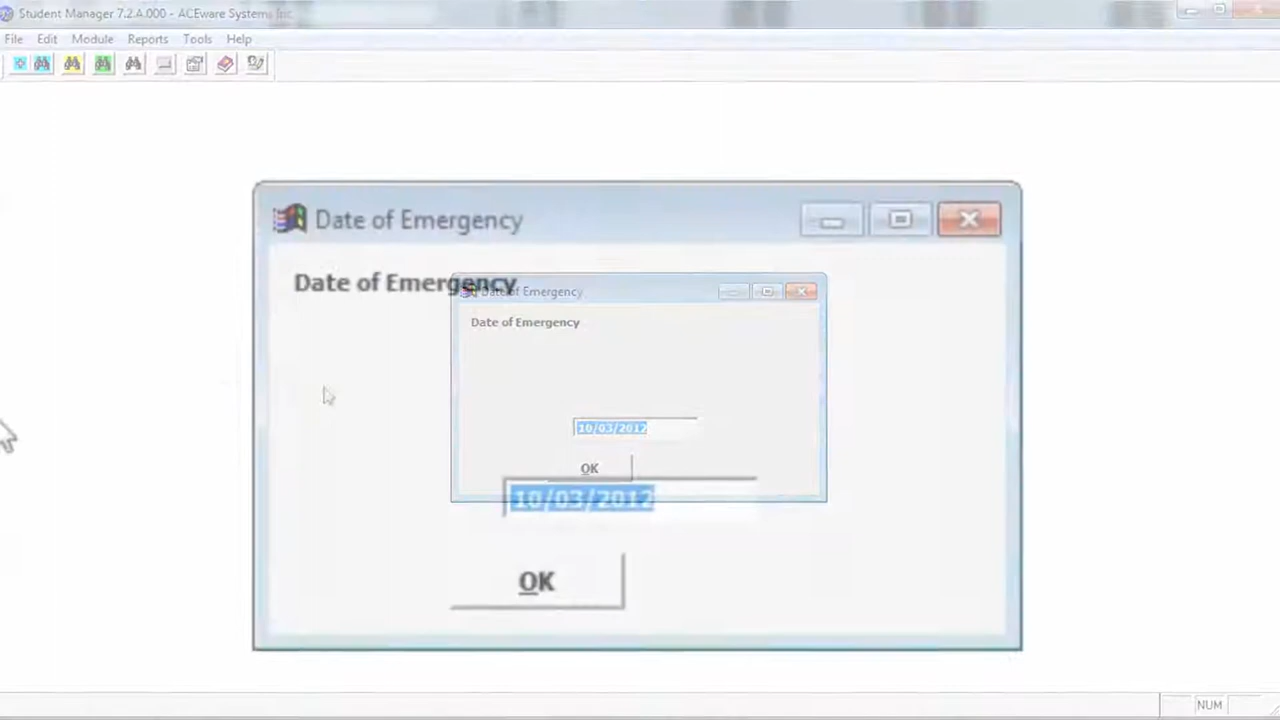 Student Manager 7.2.A.000 - ACEware Systems Inc
File Edit Module Reports Tools Help
Date of Emergency
Date of Emergency
Date of Emergency
Date of Emergency
10/03/2012
OK
10/03/2012
OK
NUM